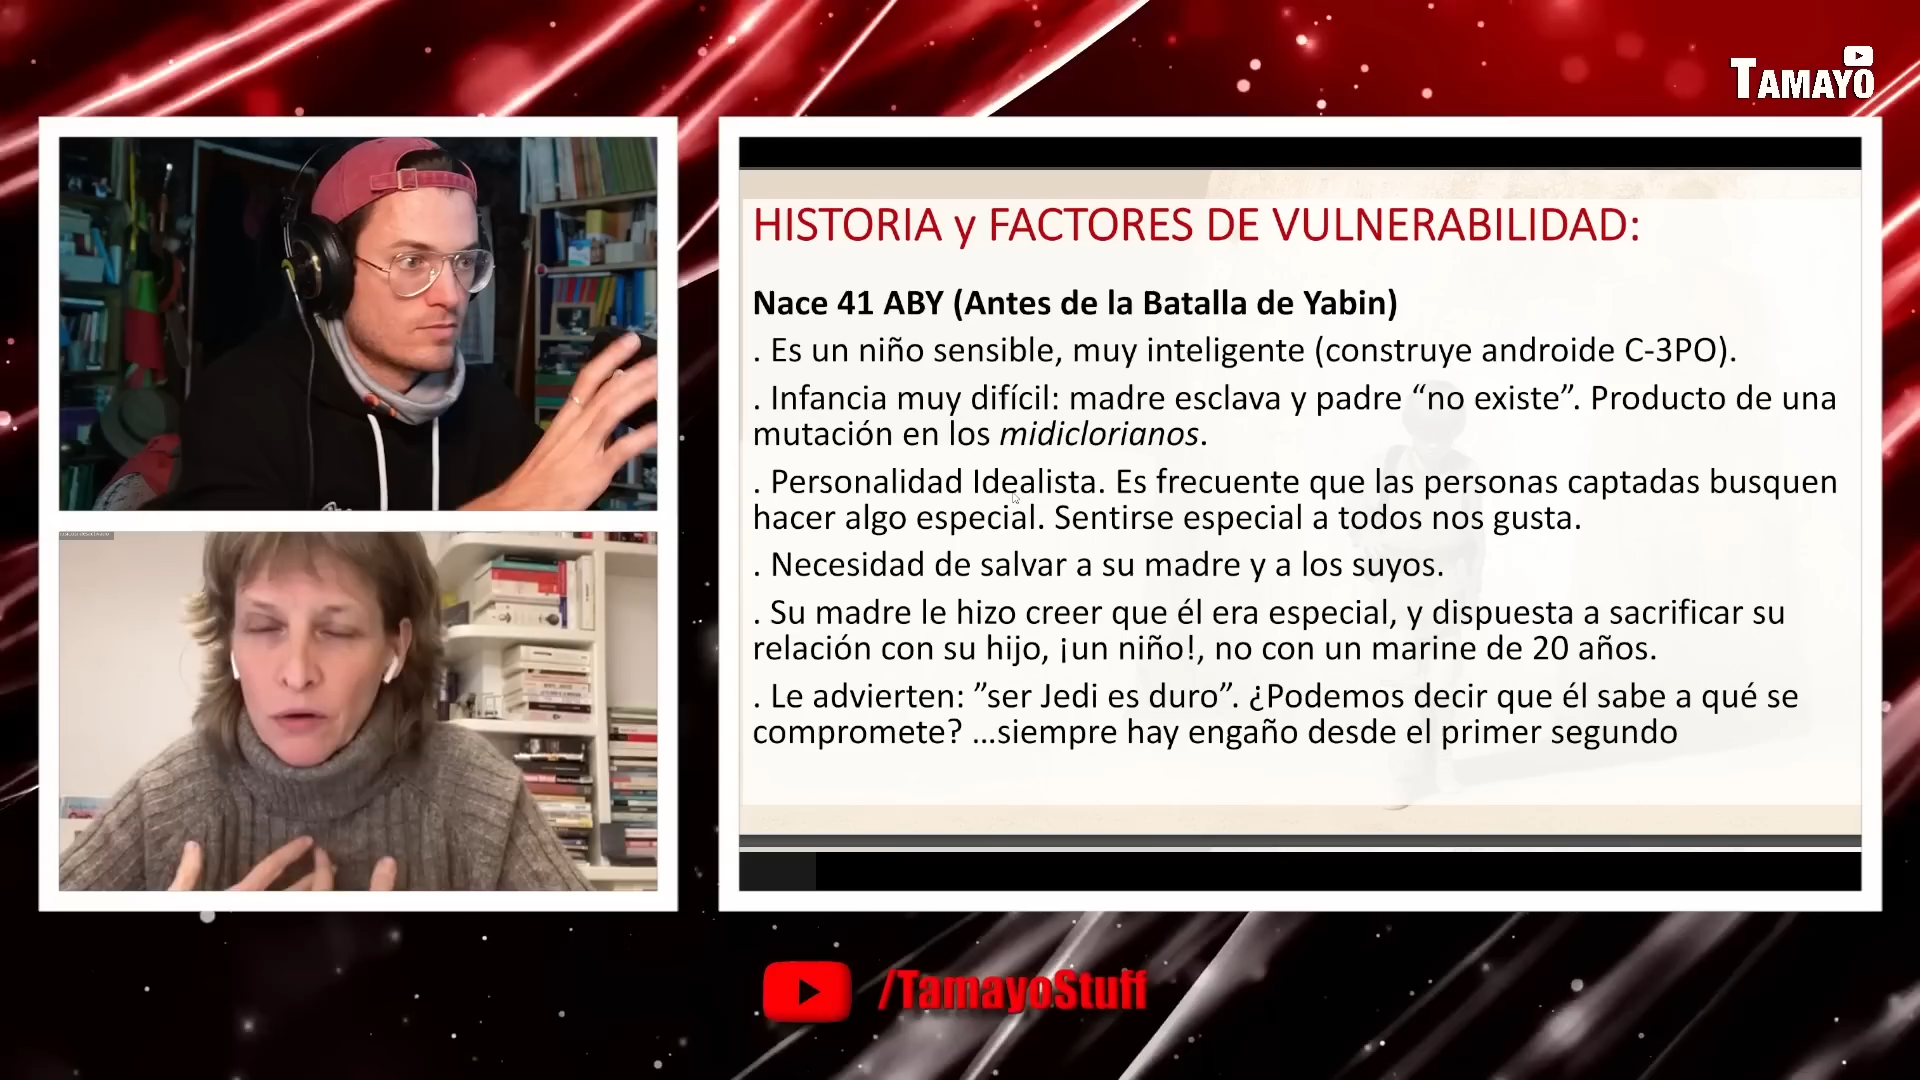 TAMAYO
HISTORIA y FACTORES DE VULNERABILIDAD:
Nace 41 ABY (Antes de la Batalla de Yabin)
. Es un niño sensible, muy inteligente (construye androide C-3PO).
. Infancia muy difícil: madre esclava y padre “no existe”. Producto de una
mutación en los midiclorianos.
. Personalidad Idealista. Es frecuente que las personas captadas busquen
hacer algo especial. Sentirse especial a todos nos gusta.
. Necesidad de salvar a su madre y a los suyos.
. Su madre le hizo creer que él era especial, y dispuesta a sacrificar su
relación con su hijo, ¡un niño!, no con un marine de 20 años.
. Le advierten: ”ser Jedi es duro”. ¿Podemos decir que él sabe a qué se
compromete? ...siempre hay engaño desde el primer segundo
/TamayoStuff